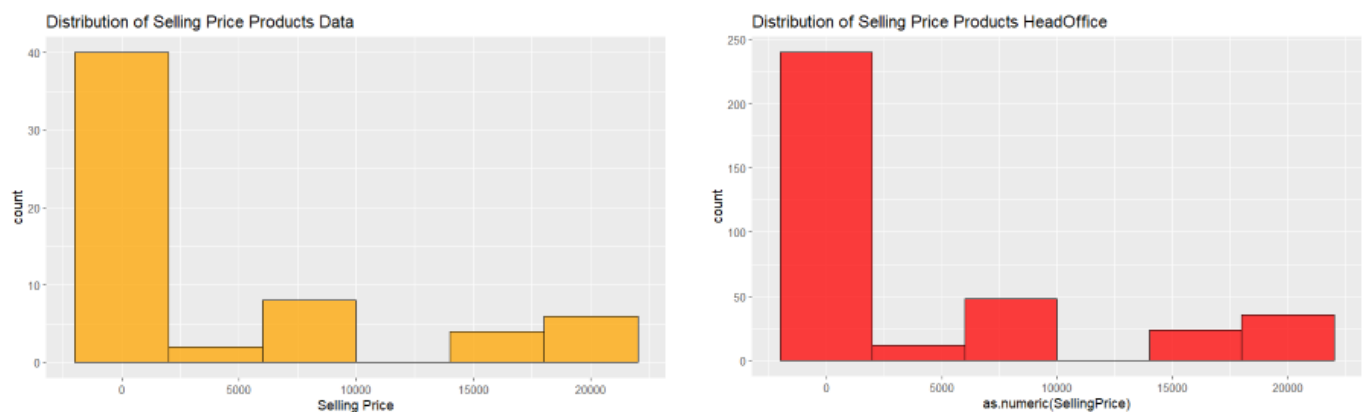 Distribution of Selling Price Products Data
40
30
20
10
0
count
0 5000 10000 15000 20000
Selling Price
Distribution of Selling Price Products HeadOffice
250
200
150
100
50
0
count
0 5000 10000 15000 20000
as.numeric(SellingPrice)